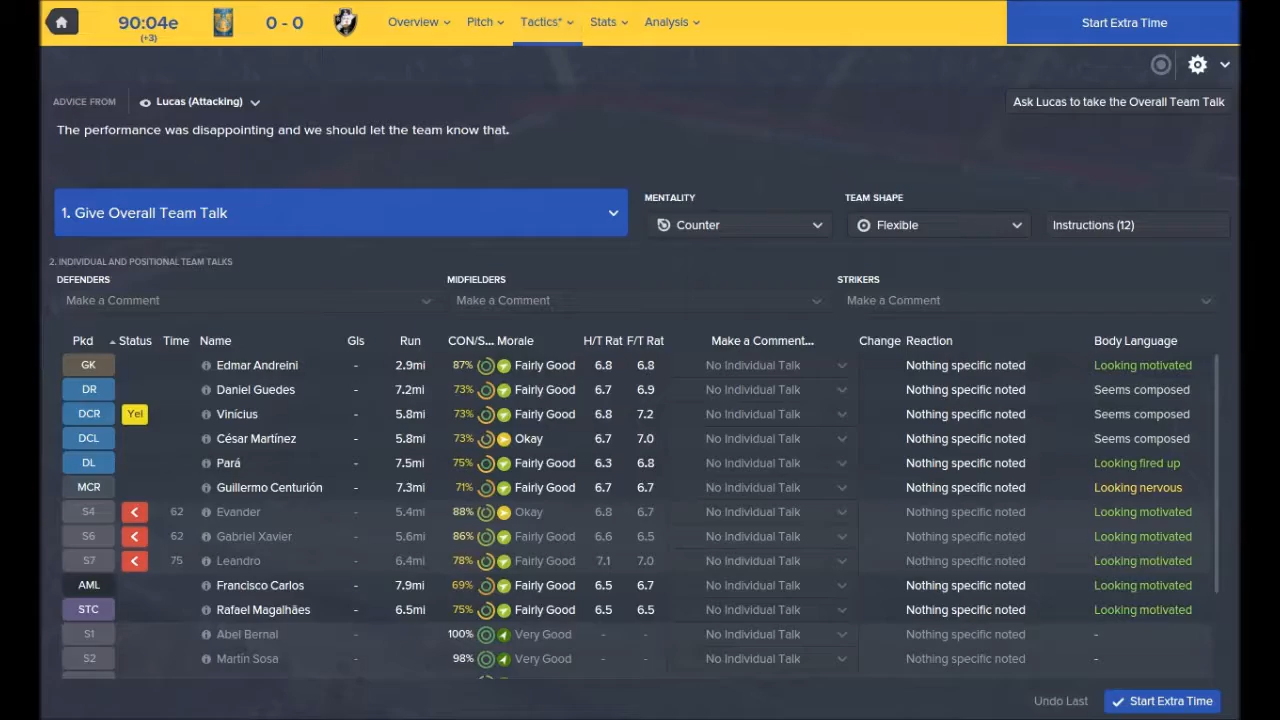 90:04e 0 - 0 Overview Pitch Tactics* Stats Analysis Start Extra Time
(+3)
ADVICE FROM Lucas (Attacking) Ask Lucas to take the Overall Team Talk
The performance was disappointing and we should let the team know that.
1. Give Overall Team Talk
MENTALITY TEAM SHAPE
Counter Flexible Instructions (12)
2. INDIVIDUAL AND POSITIONAL TEAM TALKS
DEFENDERS MIDFIELDERS STRIKERS
Make a Comment Make a Comment Make a Comment
Pkd Status Time Name Gls Run CON/S... Morale H/T Rat F/T Rat Make a Comment... Change Reaction Body Language
GK Edmar Andreini - 2.9mi 87% Fairly Good 6.8 6.8 No Individual Talk Nothing specific noted Looking motivated
DR Daniel Guedes - 7.2mi 73% Fairly Good 6.7 6.9 No Individual Talk Nothing specific noted Seems composed
DCR Yel Vinícius - 5.8mi 73% Fairly Good 6.8 7.2 No Individual Talk Nothing specific noted Seems composed
DCL César Martínez - 5.8mi 73% Okay 6.7 7.0 No Individual Talk Nothing specific noted Seems composed
DL Pará - 7.5mi 75% Fairly Good 6.3 6.8 No Individual Talk Nothing specific noted Looking fired up
MCR Guillermo Centurión - 7.3mi 71% Fairly Good 6.7 6.7 No Individual Talk Nothing specific noted Looking nervous
S4 62 Evander - 5.4mi 88% Okay 6.8 6.7 No Individual Talk Nothing specific noted Looking motivated
S6 62 Gabriel Xavier - 5.6mi 86% Fairly Good 6.6 6.5 No Individual Talk Nothing specific noted Looking motivated
S7 75 Leandro - 6.4mi 78% Fairly Good 7.1 7.0 No Individual Talk Nothing specific noted Looking motivated
AML Francisco Carlos - 7.9mi 69% Fairly Good 6.5 6.7 No Individual Talk Nothing specific noted Looking motivated
STC Rafael Magalhães - 6.5mi 75% Fairly Good 6.5 6.5 No Individual Talk Nothing specific noted Looking motivated
S1 Abel Bernal 100% Very Good - - No Individual Talk Nothing specific noted -
S2 Martín Sosa 98% Very Good - - No Individual Talk Nothing specific noted -
Undo Last Start Extra Time